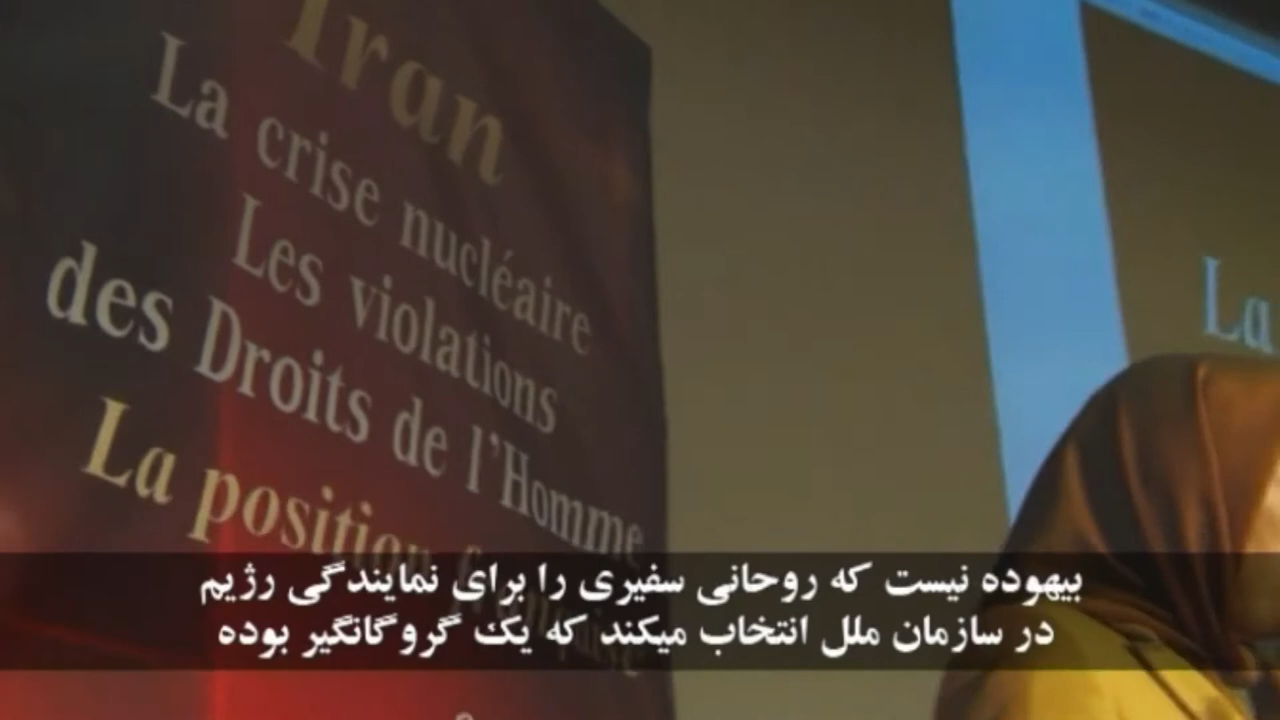 Iran
La crise nucléaire
Les violations
des Droits de l'Homme
La position française
La
بیهوده نیست که روحانی سفیری را برای نمایندگی رژیم
در سازمان ملل انتخاب میکند که یک گروگانگیر بوده